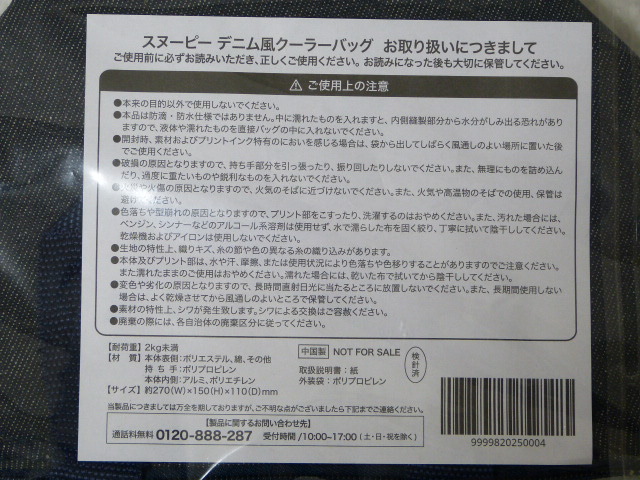 スヌーピー デニム風クーラーバッグ お取り扱いにつきまして
ご使用前に必ずお読みいただき、正しくご使用ください。お読みになった後も大切に保管してください。
⚠ ご使用上の注意
●本来の目的以外で使用しないでください。
●本品は防滴・防水仕様ではありません。中に濡れたものを入れますと、内側縫製部分から水分がしみ出る恐れがあり
ますので、液体や濡れたものを直接バッグの中に入れないでください。
●開封時、素材およびプリントインク特有のにおいを感じる場合は、袋から出してしばらく風通しのよい場所に置いた後
でご使用ください。
●破損の原因となりますので、持ち手部分を引っ張ったり、振り回したりしないでください。また、無理にものを詰め込ん
だり、過度に重たいものや鋭利なものを入れないでください。
●火災や火傷の原因となりますので、火気のそばに近づけないでください。また、火気や高温物のそばでの使用、保管は
避けてください。
●色落ちや型崩れの原因となりますので、プリント部をこすったり、洗濯するのはおやめください。また、汚れた場合には、
ベンジン、シンナーなどのアルコール系溶剤は使用せず、水で濡らした布を固く絞り、丁寧に拭いて陰干ししてください。
乾燥機およびアイロンは使用しないでください。
●生地の特性上、織りキズ、糸の節や色の異なる糸の織り込みがあります。
●本体及びプリント部は、水や汗、摩擦、または使用状況により色落ちや色移りすることがありますのでご注意ください。
また濡れたままのご使用はおやめください。濡れた場合には、乾いた布で拭いてから陰干ししてください。
●変色や劣化の原因となりますので、長時間直射日光に当たるところに放置しないでください。また、長期間使用しない
場合は、よく乾燥させてから風通しのよいところで保管してください。
●素材の特性上、シワが発生致します。シワによる交換はご容赦ください。
●廃棄の際には、各自治体の廃棄区分に従ってください。
【耐荷重】2kg未満
【材 質】本体表側:ポリエステル、綿、その他
持 ち 手:ポリプロピレン
本体内側:アルミ、ポリエチレン
【サイズ】約270(W)×150(H)×110(D)mm
中国製 NOT FOR SALE
取扱説明書:紙
外装袋:ポリプロピレン
検針済
当製品につきましては万全を期しておりますが、ご不明な点がございましたら下記までご連絡ください。
【製品に関するお問い合わせ先】
通話料無料 0120-888-287 受付時間/10:00~17:00(土・日・祝を除く)
9999820250004